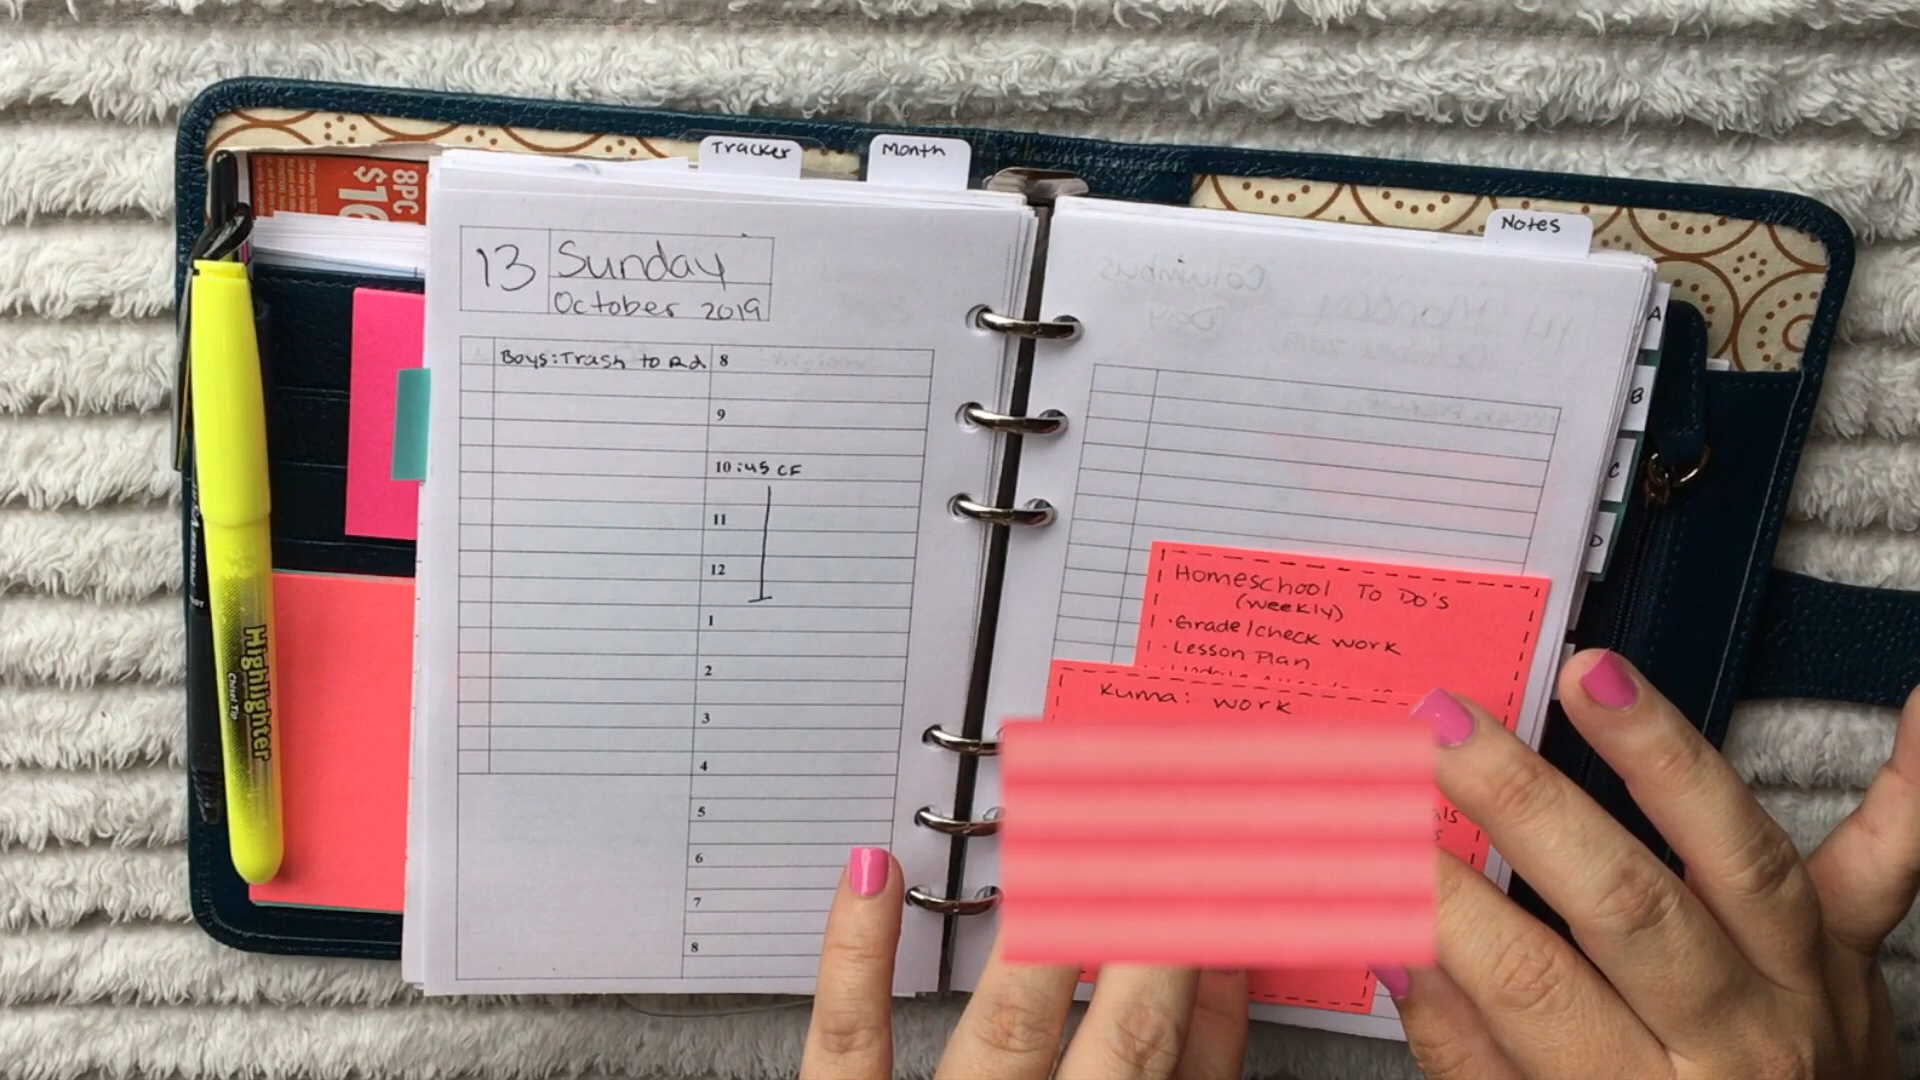 Tracker
Month
Notes
8PC
13
Sunday
October 2019
Boys: Trash to Rd
8
9
10:45 CF
11
12
1
2
3
4
5
6
7
8
Columbus
Day
14
Monday
A
B
C
D
Homeschool To Do's
(weekly)
· Grade/check work
· Lesson Plan
Kuma: work
Highlighter
Chisel Tip